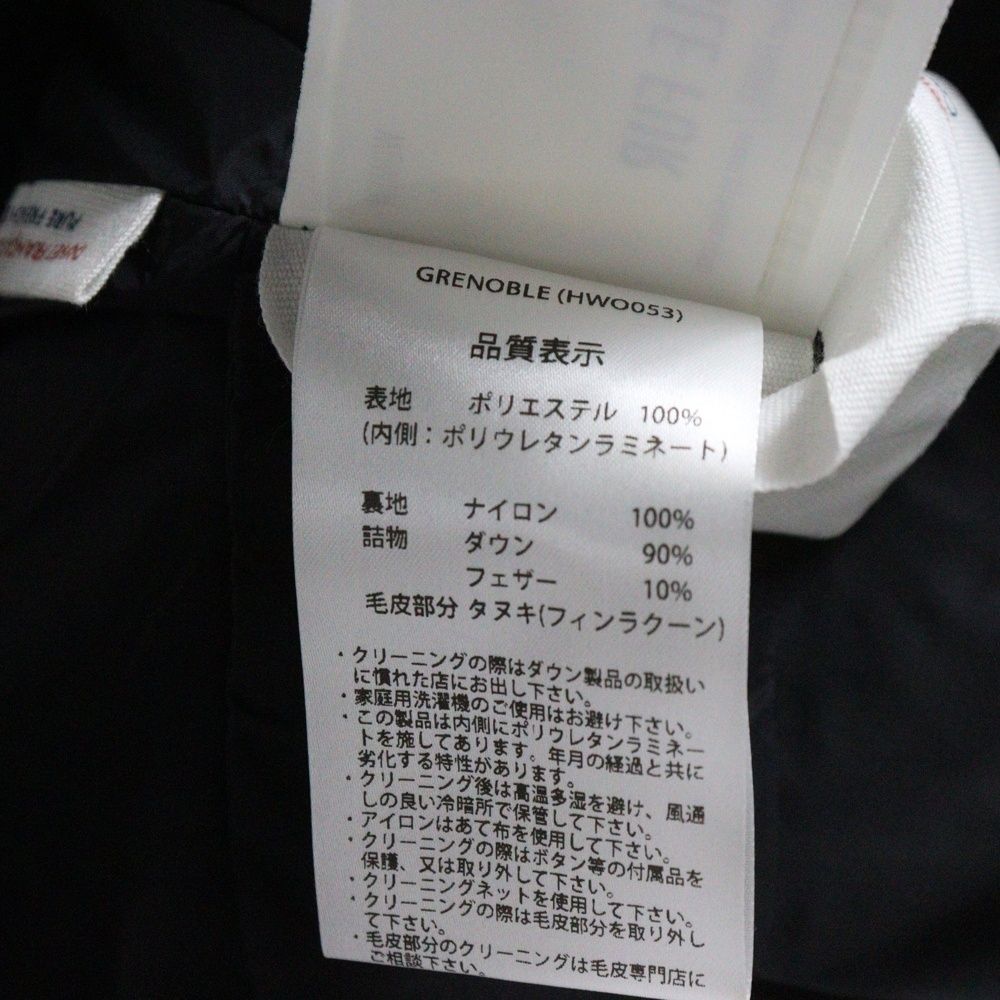 GRENOBLE (HWO053)
品質表示
表地 ポリエステル 100%
(内側：ポリウレタンラミネート)
裏地 ナイロン 100%
詰物 ダウン 90%
フェザー 10%
毛皮部分 タヌキ(フィンラクーン)
・クリーニングの際はダウン製品の取扱い
に慣れた店にお出し下さい。
・家庭用洗濯機のご使用はお避け下さい。
・この製品は内側にポリウレタンラミネー
トを施してあります。年月の経過と共に
劣化する特性があります。
・クリーニング後は高温多湿を避け、風通
しの良い冷暗所で保管して下さい。
・アイロンはあて布を使用して下さい。
・クリーニングの際はボタン等の付属品を
保護、又は取り外して下さい。
・クリーニングネットを使用して下さい。
・クリーニングの際は毛皮部分を取り外し
て下さい。
・毛皮部分のクリーニングは毛皮専門店に
ご相談下さい。